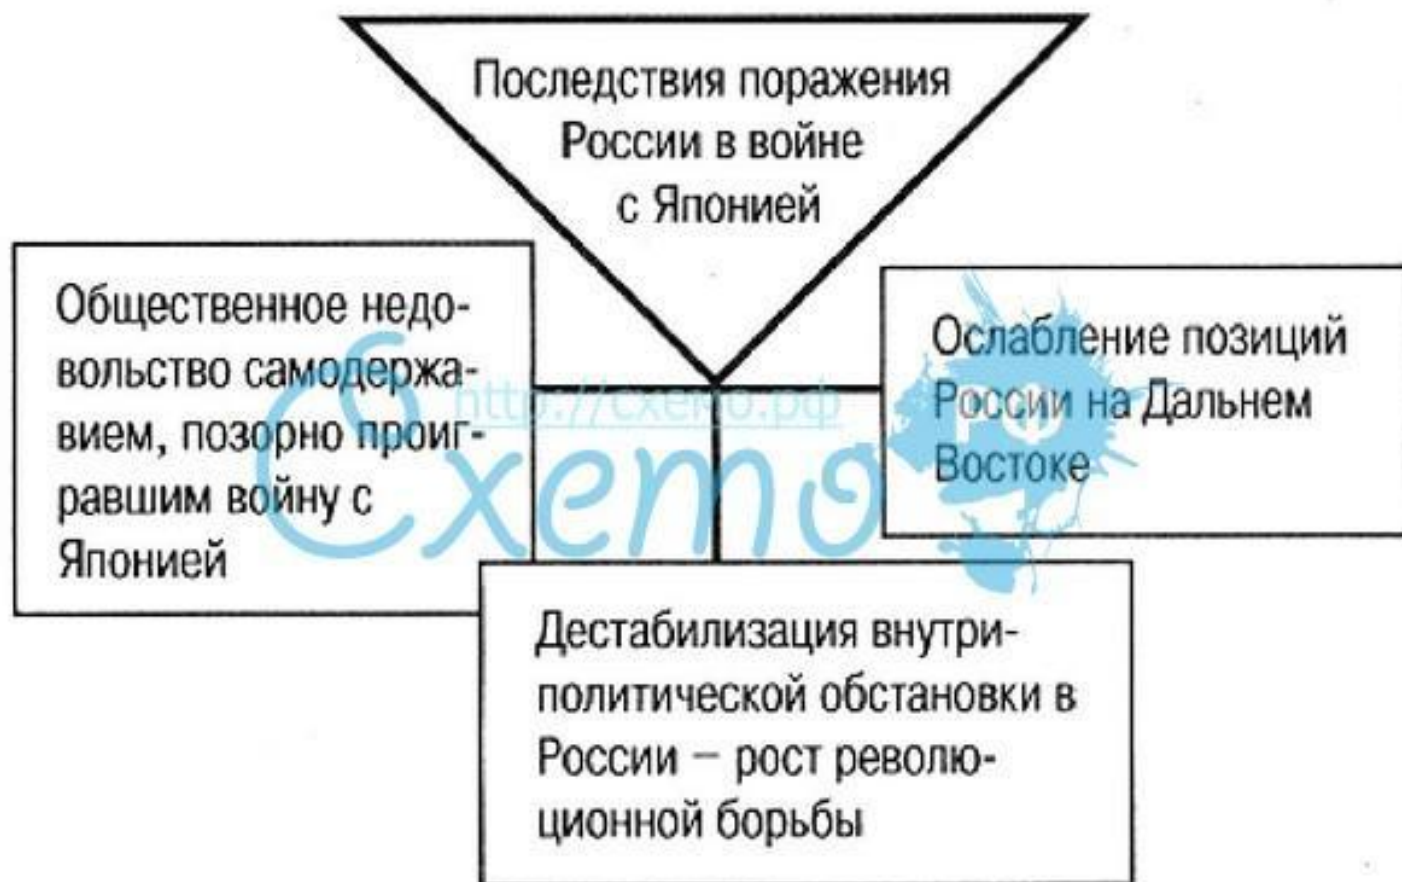 Последствия поражения
России в войне
с Японией
Общественное недо-
вольство самодержа-
вием, позорно проиг-
равшим войну с
Японией
Ослабление позиций
России на Дальнем
Востоке
Дестабилизация внутри-
политической обстановки в
России – рост револю-
ционной борьбы
http://схемо.рф
Схемо
РФ